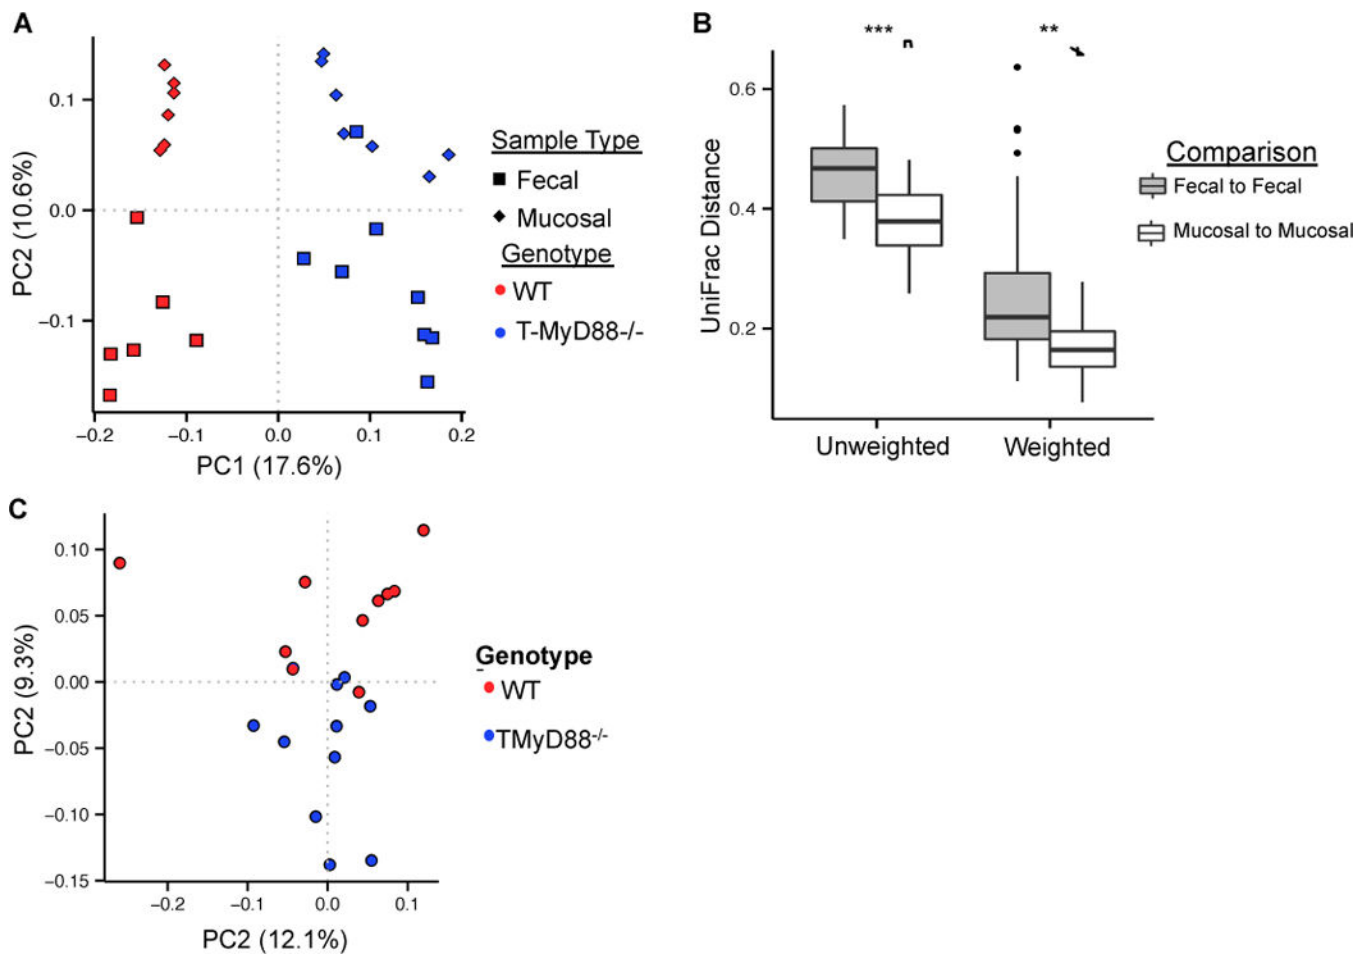 A
PC2 (10.6%)
0.1
0.0
−0.1
−0.2
−0.1
0.0
0.1
0.2
PC1 (17.6%)
Sample Type
Fecal
Mucosal
Genotype
WT
T-MyD88-/-
B
***
**
UniFrac Distance
0.6
0.4
0.2
Unweighted
Weighted
Comparison
Fecal to Fecal
Mucosal to Mucosal
C
PC2 (9.3%)
0.10
0.05
0.00
−0.05
−0.10
−0.15
−0.2
−0.2
0.0
0.1
PC2 (12.1%)
Genotype
WT
TMyD88-/-